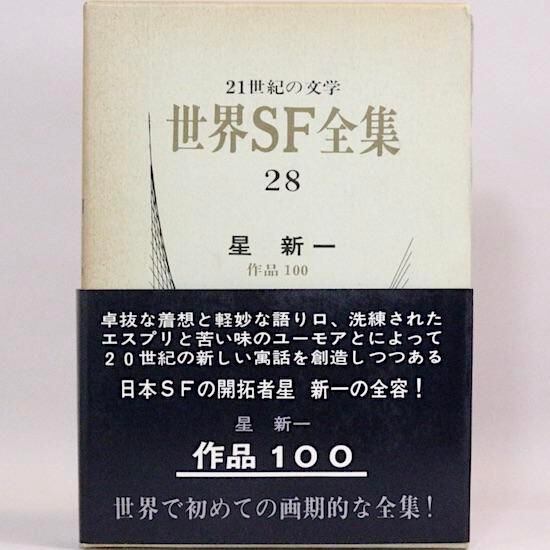 21世紀の文学
世界SF全集
28
星 新一
作品100
卓抜な着想と軽妙な語り口、洗練された
エスプリと苦い味のユーモアとによって
20世紀の新しい寓話を創造しつつある
日本SFの開拓者星 新一の全容！
星 新一
作品100
世界で初めての画期的な全集！